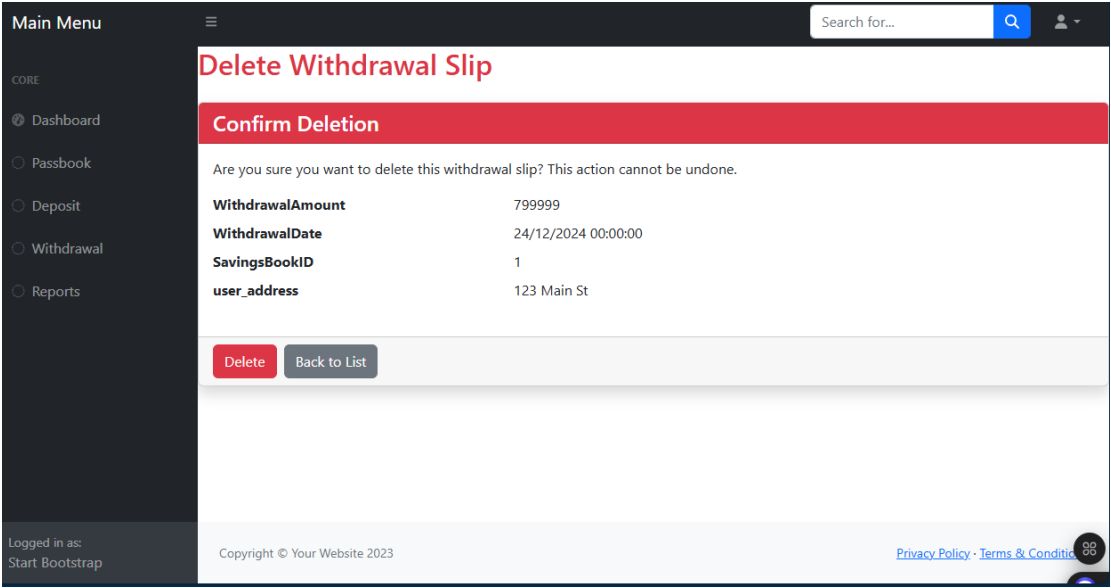 Main Menu
Search for...
CORE
Dashboard
Passbook
Deposit
Withdrawal
Reports
Delete Withdrawal Slip
Confirm Deletion
Are you sure you want to delete this withdrawal slip? This action cannot be undone.
WithdrawalAmount 799999
WithdrawalDate 24/12/2024 00:00:00
SavingsBookID 1
user_address 123 Main St
Delete Back to List
Logged in as:
Start Bootstrap
Copyright © Your Website 2023
Privacy Policy · Terms & Conditio